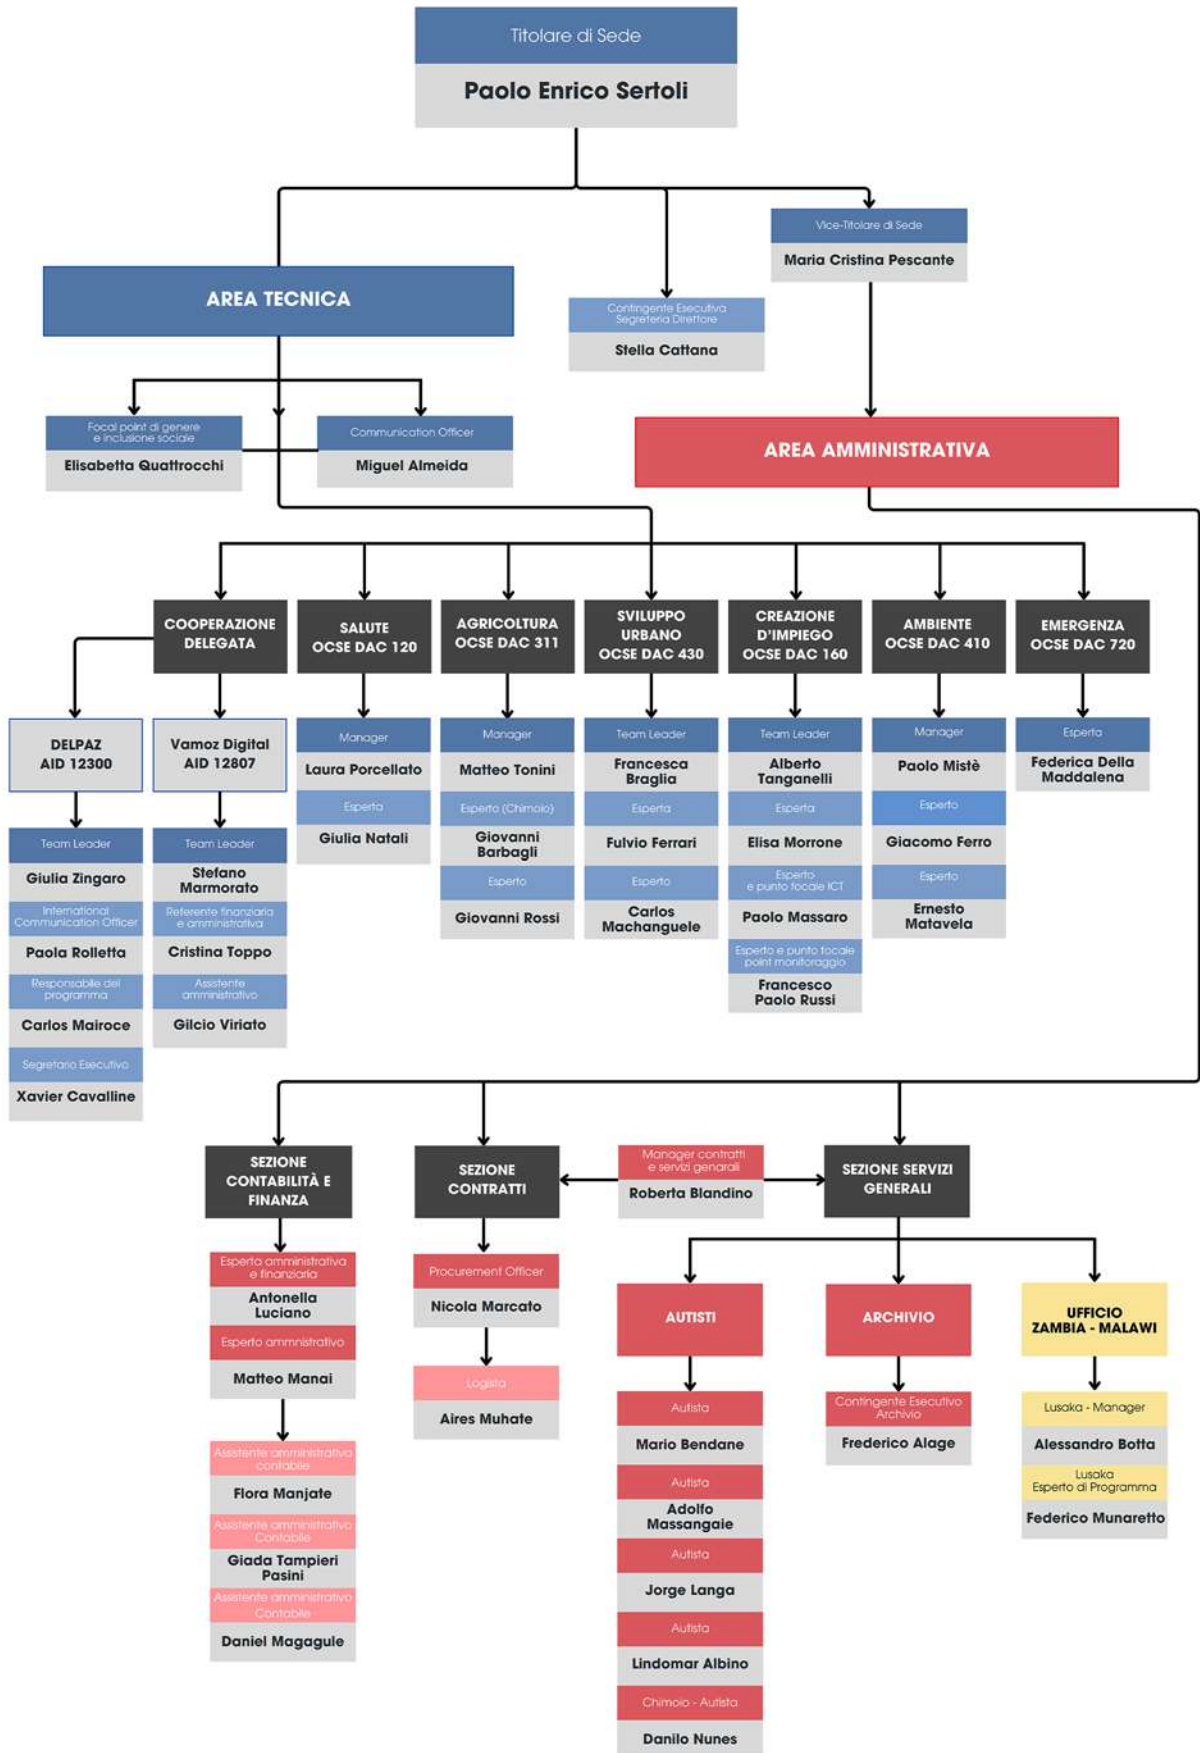 Titolare di Sede
Paolo Enrico Sertoli
Vice-Titolare di Sede
Maria Cristina Pescante
AREA TECNICA
Contingente Esecutiva
Segreteria Direttore
Stella Cattana
Focal point di genere
e inclusione sociale
Elisabetta Quattrocchi
Communication Officer
Miguel Almeida
AREA AMMINISTRATIVA
COOPERAZIONE
DELEGATA
SALUTE
OCSE DAC 120
AGRICOLTURA
OCSE DAC 311
SVILUPPO
URBANO
OCSE DAC 430
CREAZIONE
D'IMPIEGO
OCSE DAC 160
AMBIENTE
OCSE DAC 410
EMERGENZA
OCSE DAC 720
DELPAZ
AID 12300
Team Leader
Giulia Zingaro
International
Communication Officer
Paola Rolletta
Responsabile del
programma
Carlos Mairoce
Segretario Esecutivo
Xavier Cavalline
Vamoz Digital
AID 12807
Team Leader
Stefano
Marmorato
Referente finanziaria
e amministrativa
Cristina Toppo
Assistente
amministrativo
Gilcio Viriato
Manager
Laura Porcellato
Esperta
Giulia Natali
Manager
Matteo Tonini
Esperto (Chimoio)
Giovanni
Barbagli
Esperto
Giovanni Rossi
Team Leader
Francesca
Braglia
Esperta
Fulvio Ferrari
Esperto
Carlos
Machanguele
Team Leader
Alberto
Tanganelli
Esperta
Elisa Morrone
Esperto
e punto focale ICT
Paolo Massaro
Esperto e punto focale
point monitoraggio
Francesco
Paolo Russi
Manager
Paolo Mistè
Esperto
Giacomo Ferro
Esperto
Ernesto
Matavela
Esperta
Federica Della
Maddalena
SEZIONE
CONTABILITÀ E
FINANZA
SEZIONE
CONTRATTI
Manager contratti
e servizi genarali
Roberta Blandino
SEZIONE SERVIZI
GENERALI
Esperta amministrativa
e finanziaria
Antonella
Luciano
Esperto ammnistrativo
Matteo Manai
Assistente amministrativo
contabile
Flora Manjate
Assistente amministrativo
Contabile
Giada Tampieri
Pasini
Assistente amministrativo
Contabile
Daniel Magagule
Procurement Officer
Nicola Marcato
Logista
Aires Muhate
AUTISTI
Autista
Mario Bendane
Autista
Adolfo
Massangaie
Autista
Jorge Langa
Autista
Lindomar Albino
Chimoio - Autista
Danilo Nunes
ARCHIVIO
Contingente Esecutivo
Archivio
Frederico Alage
UFFICIO
ZAMBIA - MALAWI
Lusaka - Manager
Alessandro Botta
Lusaka
Esperto di Programma
Federico Munaretto